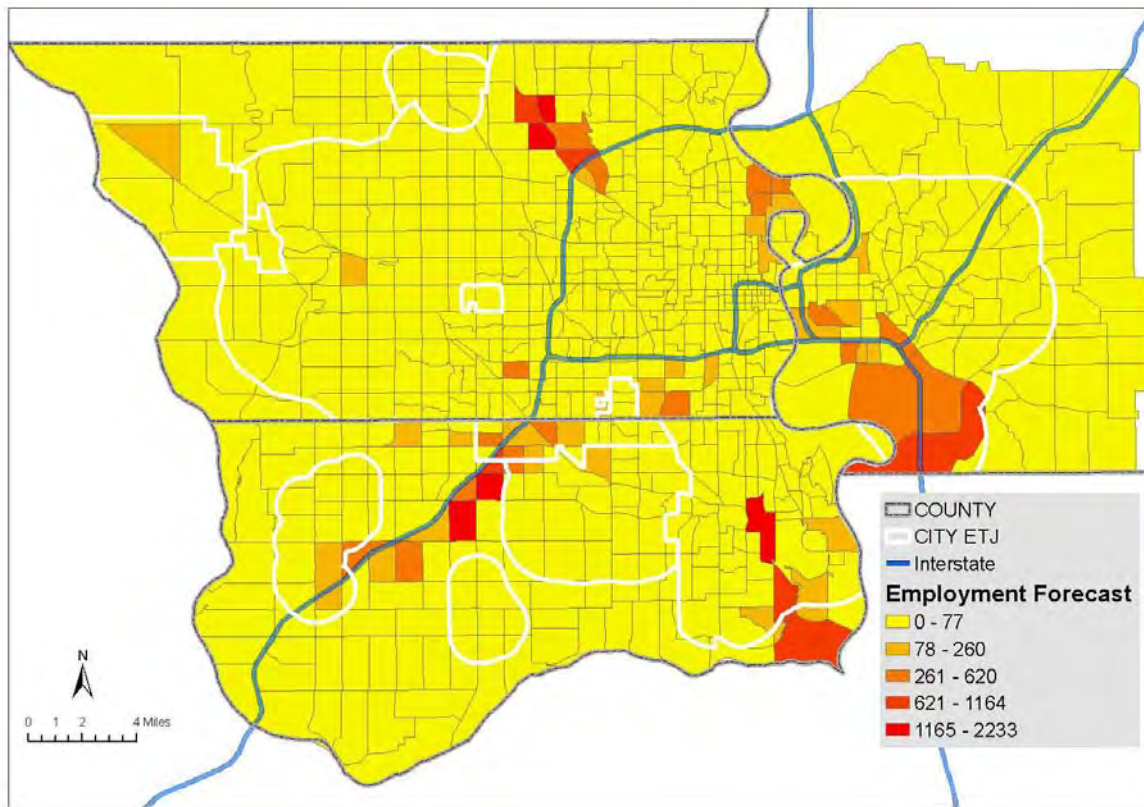 COUNTY
CITY ETJ
Interstate
Employment Forecast
0 - 77
78 - 260
261 - 620
621 - 1164
1165 - 2233
N
0 1 2 4 Miles